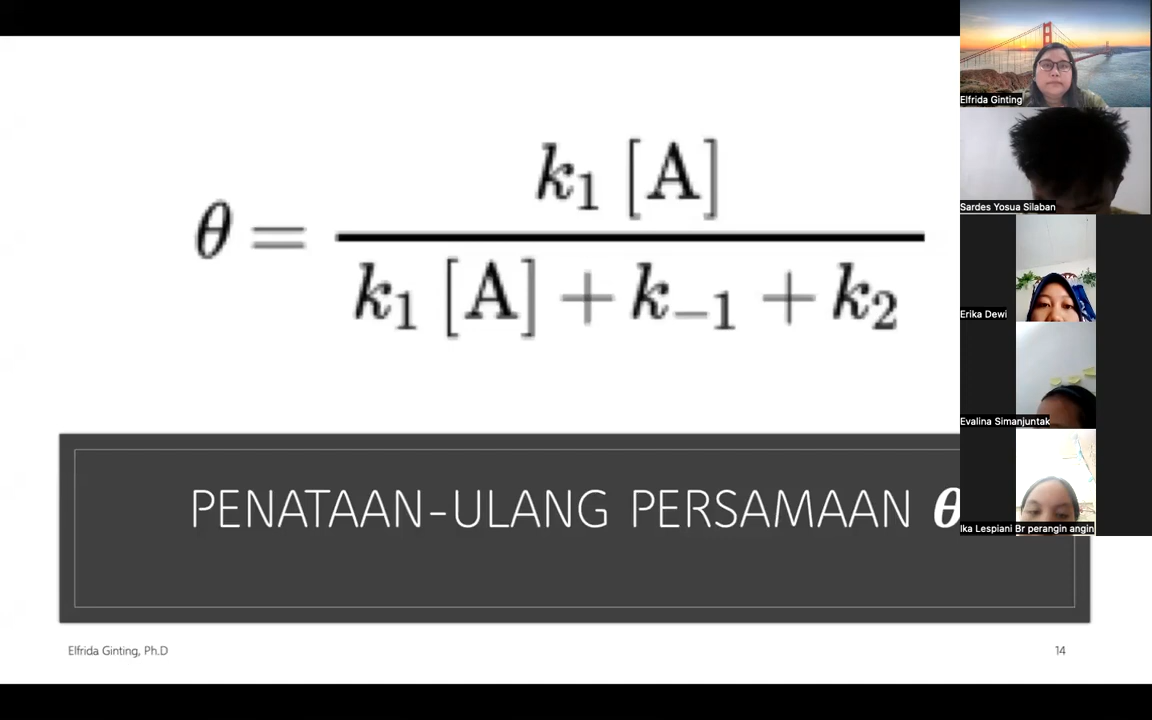 θ = k₁ [A] / k₁ [A] + k₋₁ + k₂
PENATAAN-ULANG PERSAMAAN θ
Elfrida Ginting, Ph.D
14
Elfrida Ginting
Sardes Yosua Silaban
Erika Dewi
Evalina Simanjuntak
Ika Lespiani Br perangin angin